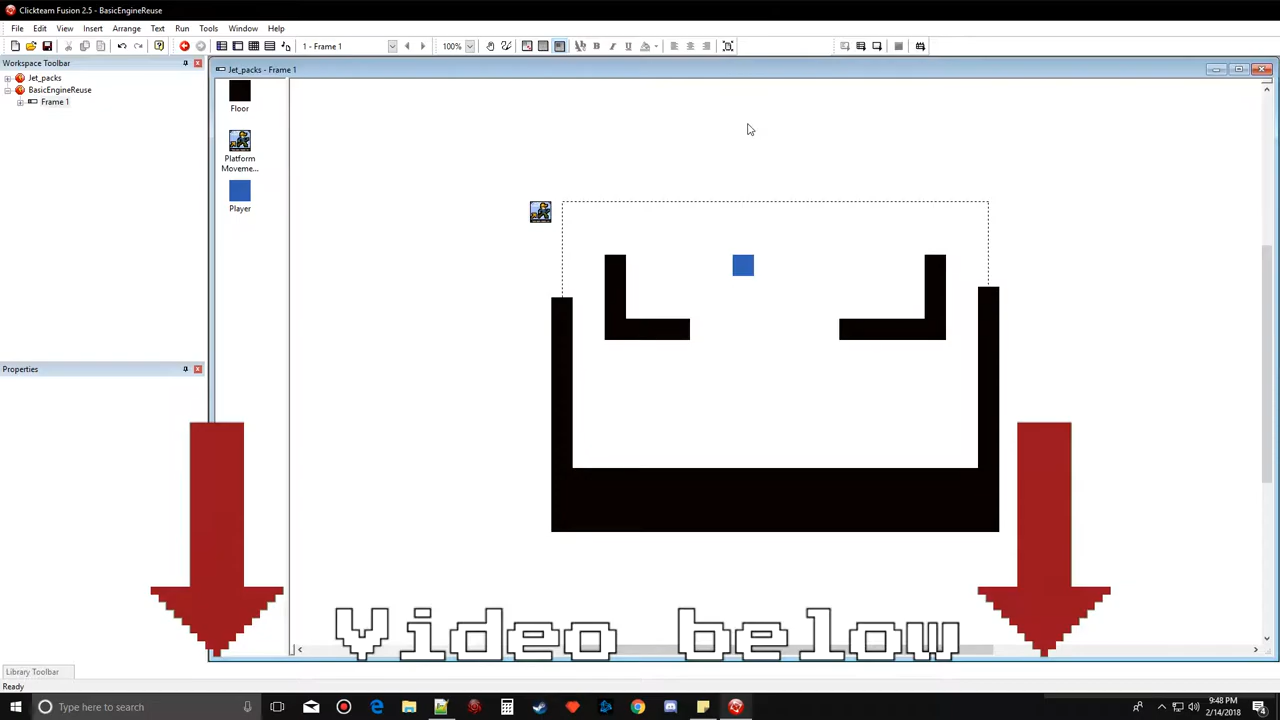 Clickteam Fusion 2.5 - BasicEngineReuse
File Edit View Insert Arrange Text Run Tools Window Help
1 - Frame 1
100%
Workspace Toolbar
Jet_packs
BasicEngineReuse
Frame 1
Properties
Jet_packs - Frame 1
Floor
Platform
Moveme...
Player
Video below
Library Toolbar
Ready
Type here to search
9:48 PM
2/14/2018
4